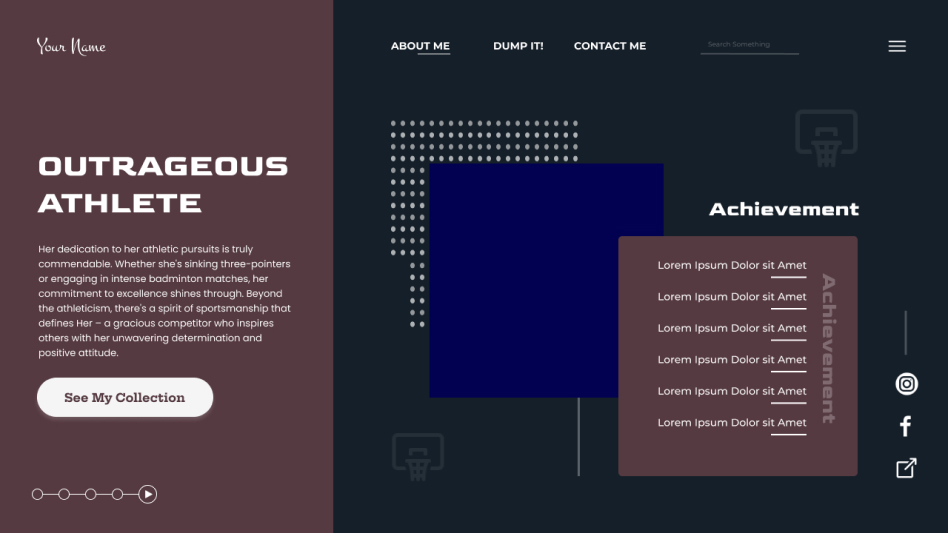 Your Name
ABOUT ME
DUMP IT!
CONTACT ME
Search Something
OUTRAGEOUS
ATHLETE
Her dedication to her athletic pursuits is truly
commendable. Whether she's sinking three-pointers
or engaging in intense badminton matches, her
commitment to excellence shines through. Beyond
the athleticism, there's a spirit of sportsmanship that
defines Her – a gracious competitor who inspires
others with her unwavering determination and
positive attitude.
See My Collection
Achievement
Lorem Ipsum Dolor sit Amet
Lorem Ipsum Dolor sit Amet
Lorem Ipsum Dolor sit Amet
Lorem Ipsum Dolor sit Amet
Lorem Ipsum Dolor sit Amet
Lorem Ipsum Dolor sit Amet
Achievement